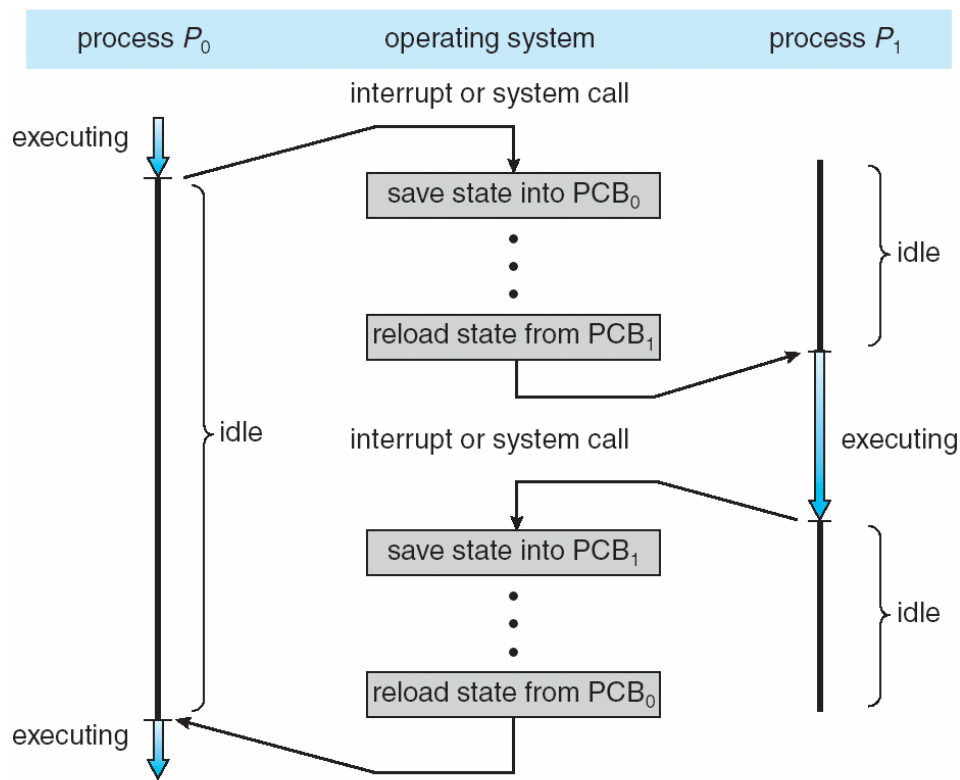 process P₀ operating system process P₁
interrupt or system call
executing
save state into PCB₀
idle
reload state from PCB₁
idle
interrupt or system call
executing
save state into PCB₁
idle
reload state from PCB₀
executing